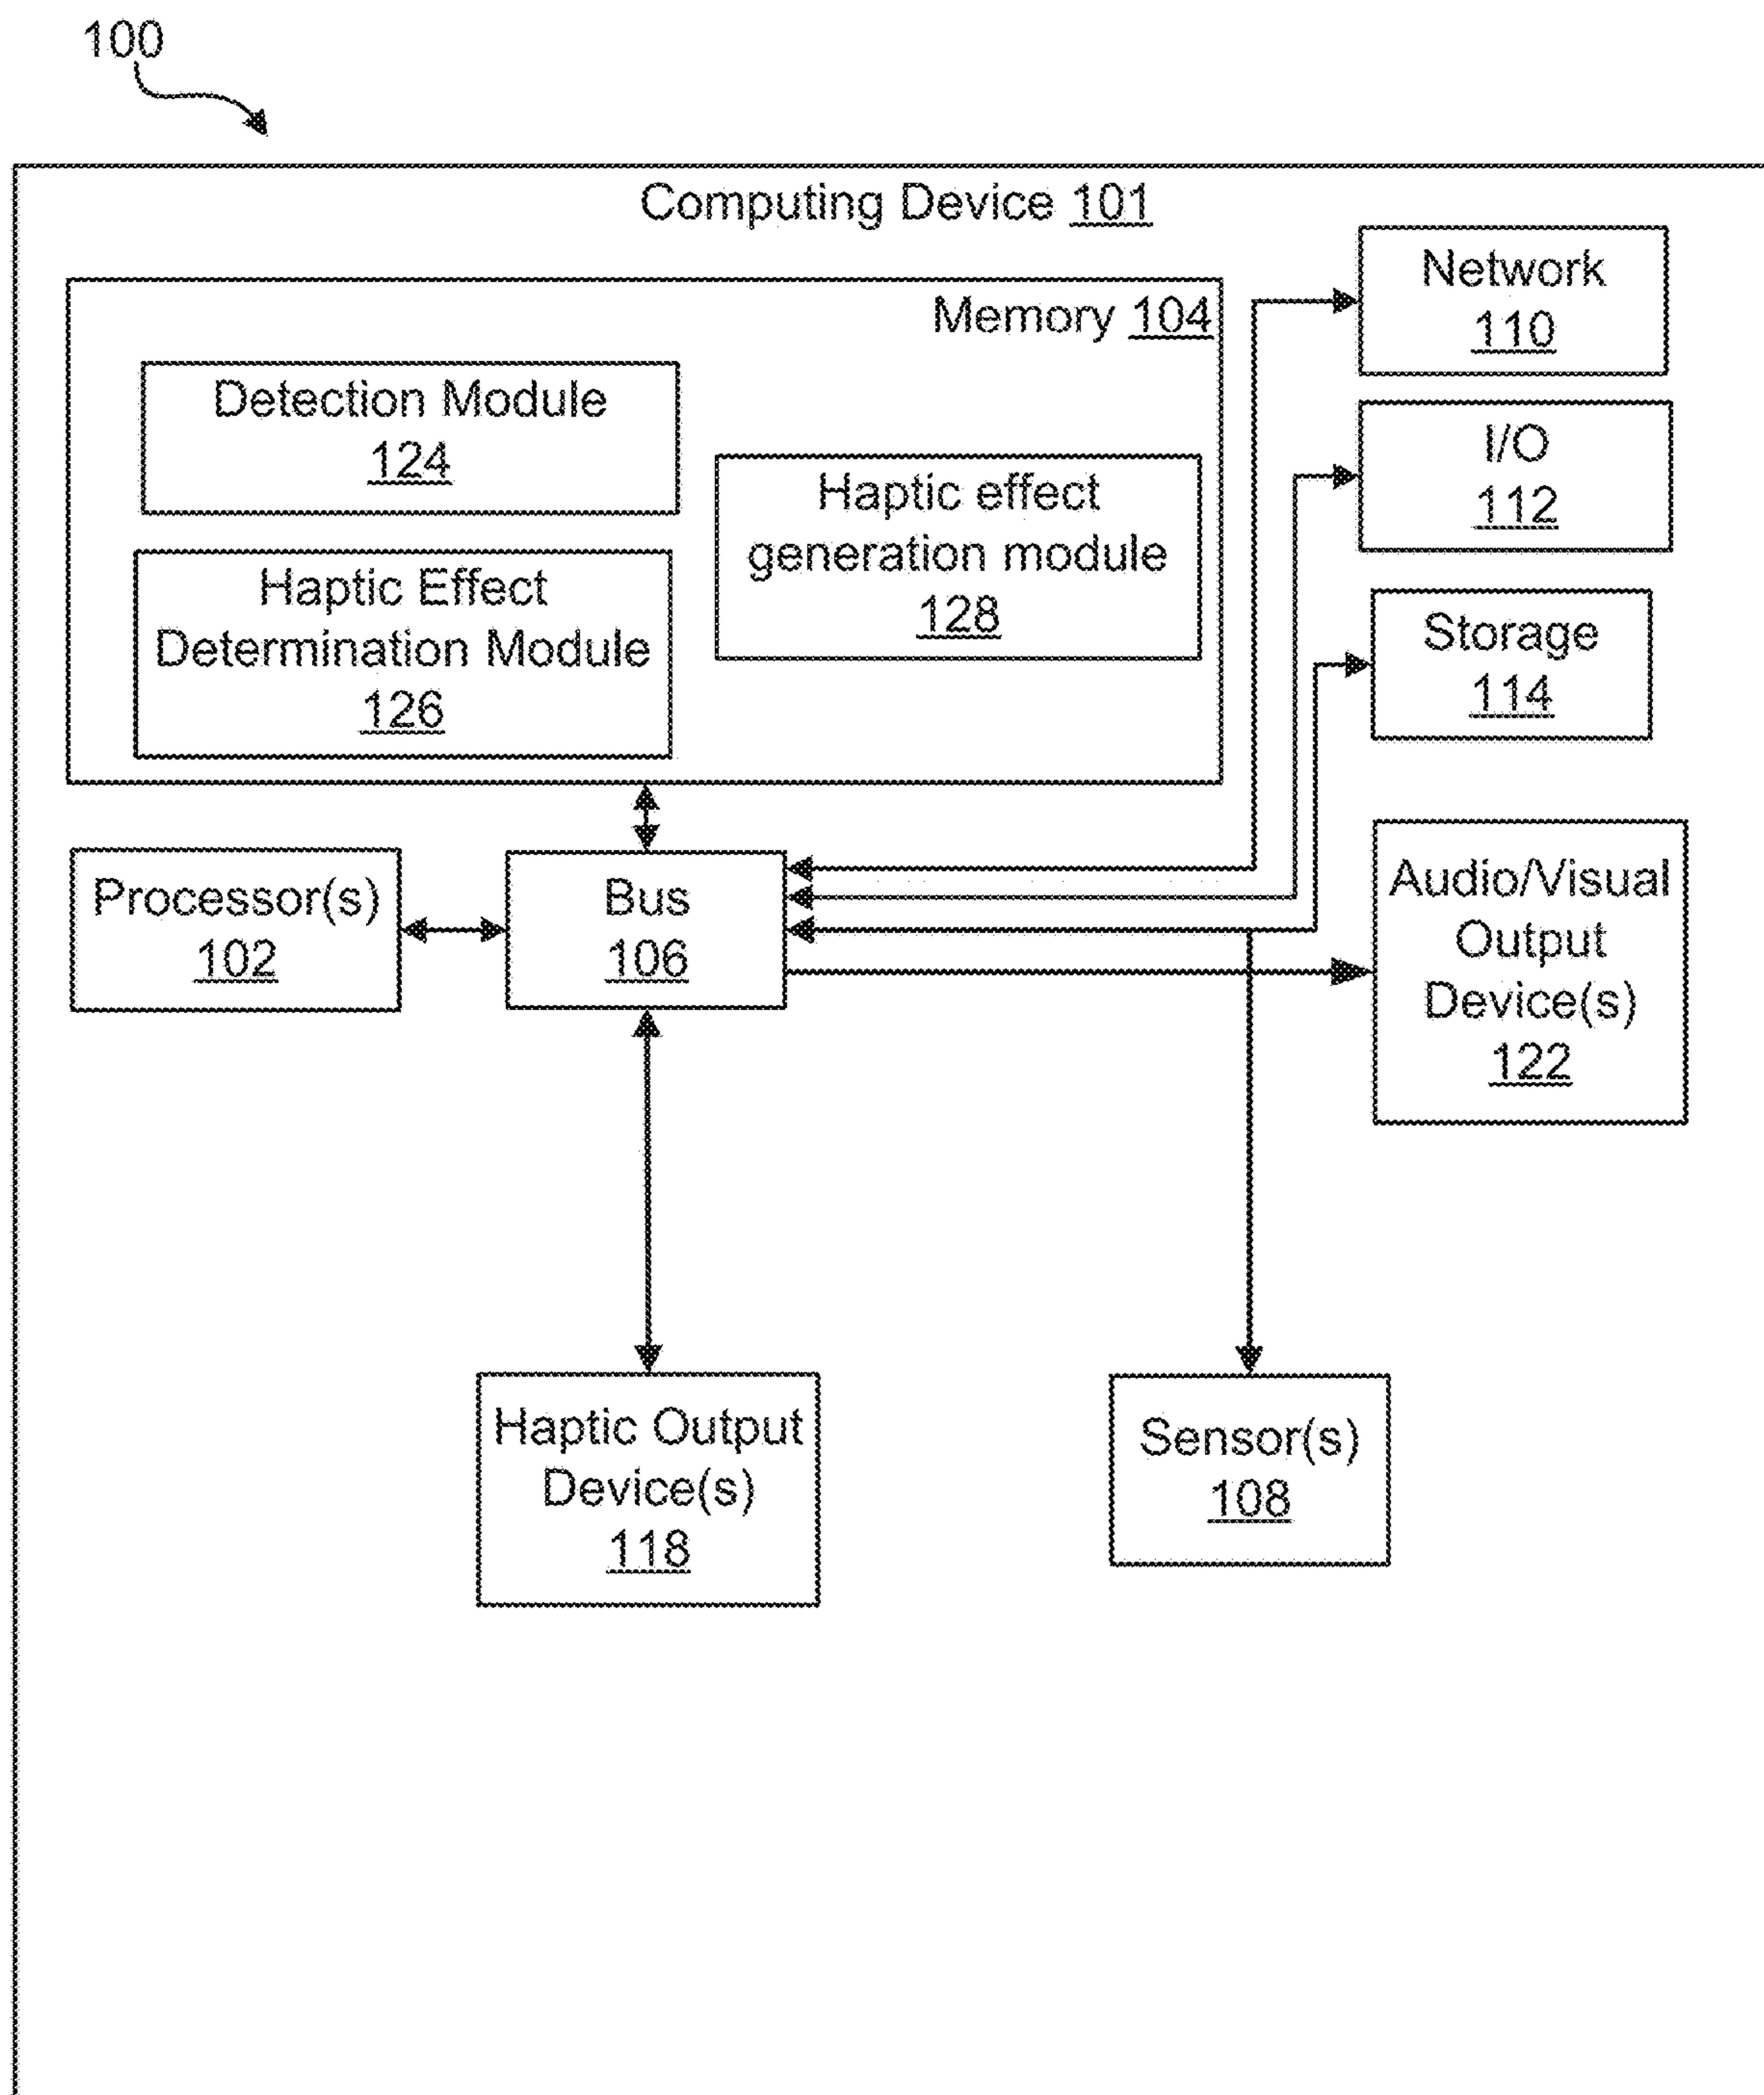 100
Computing Device 101
Memory 104
Detection Module
124
Haptic Effect
Determination Module
126
Haptic effect
generation module
128
Network
110
I/O
112
Storage
114
Processor(s)
102
Bus
106
Audio/Visual
Output
Device(s)
122
Haptic Output
Device(s)
118
Sensor(s)
108